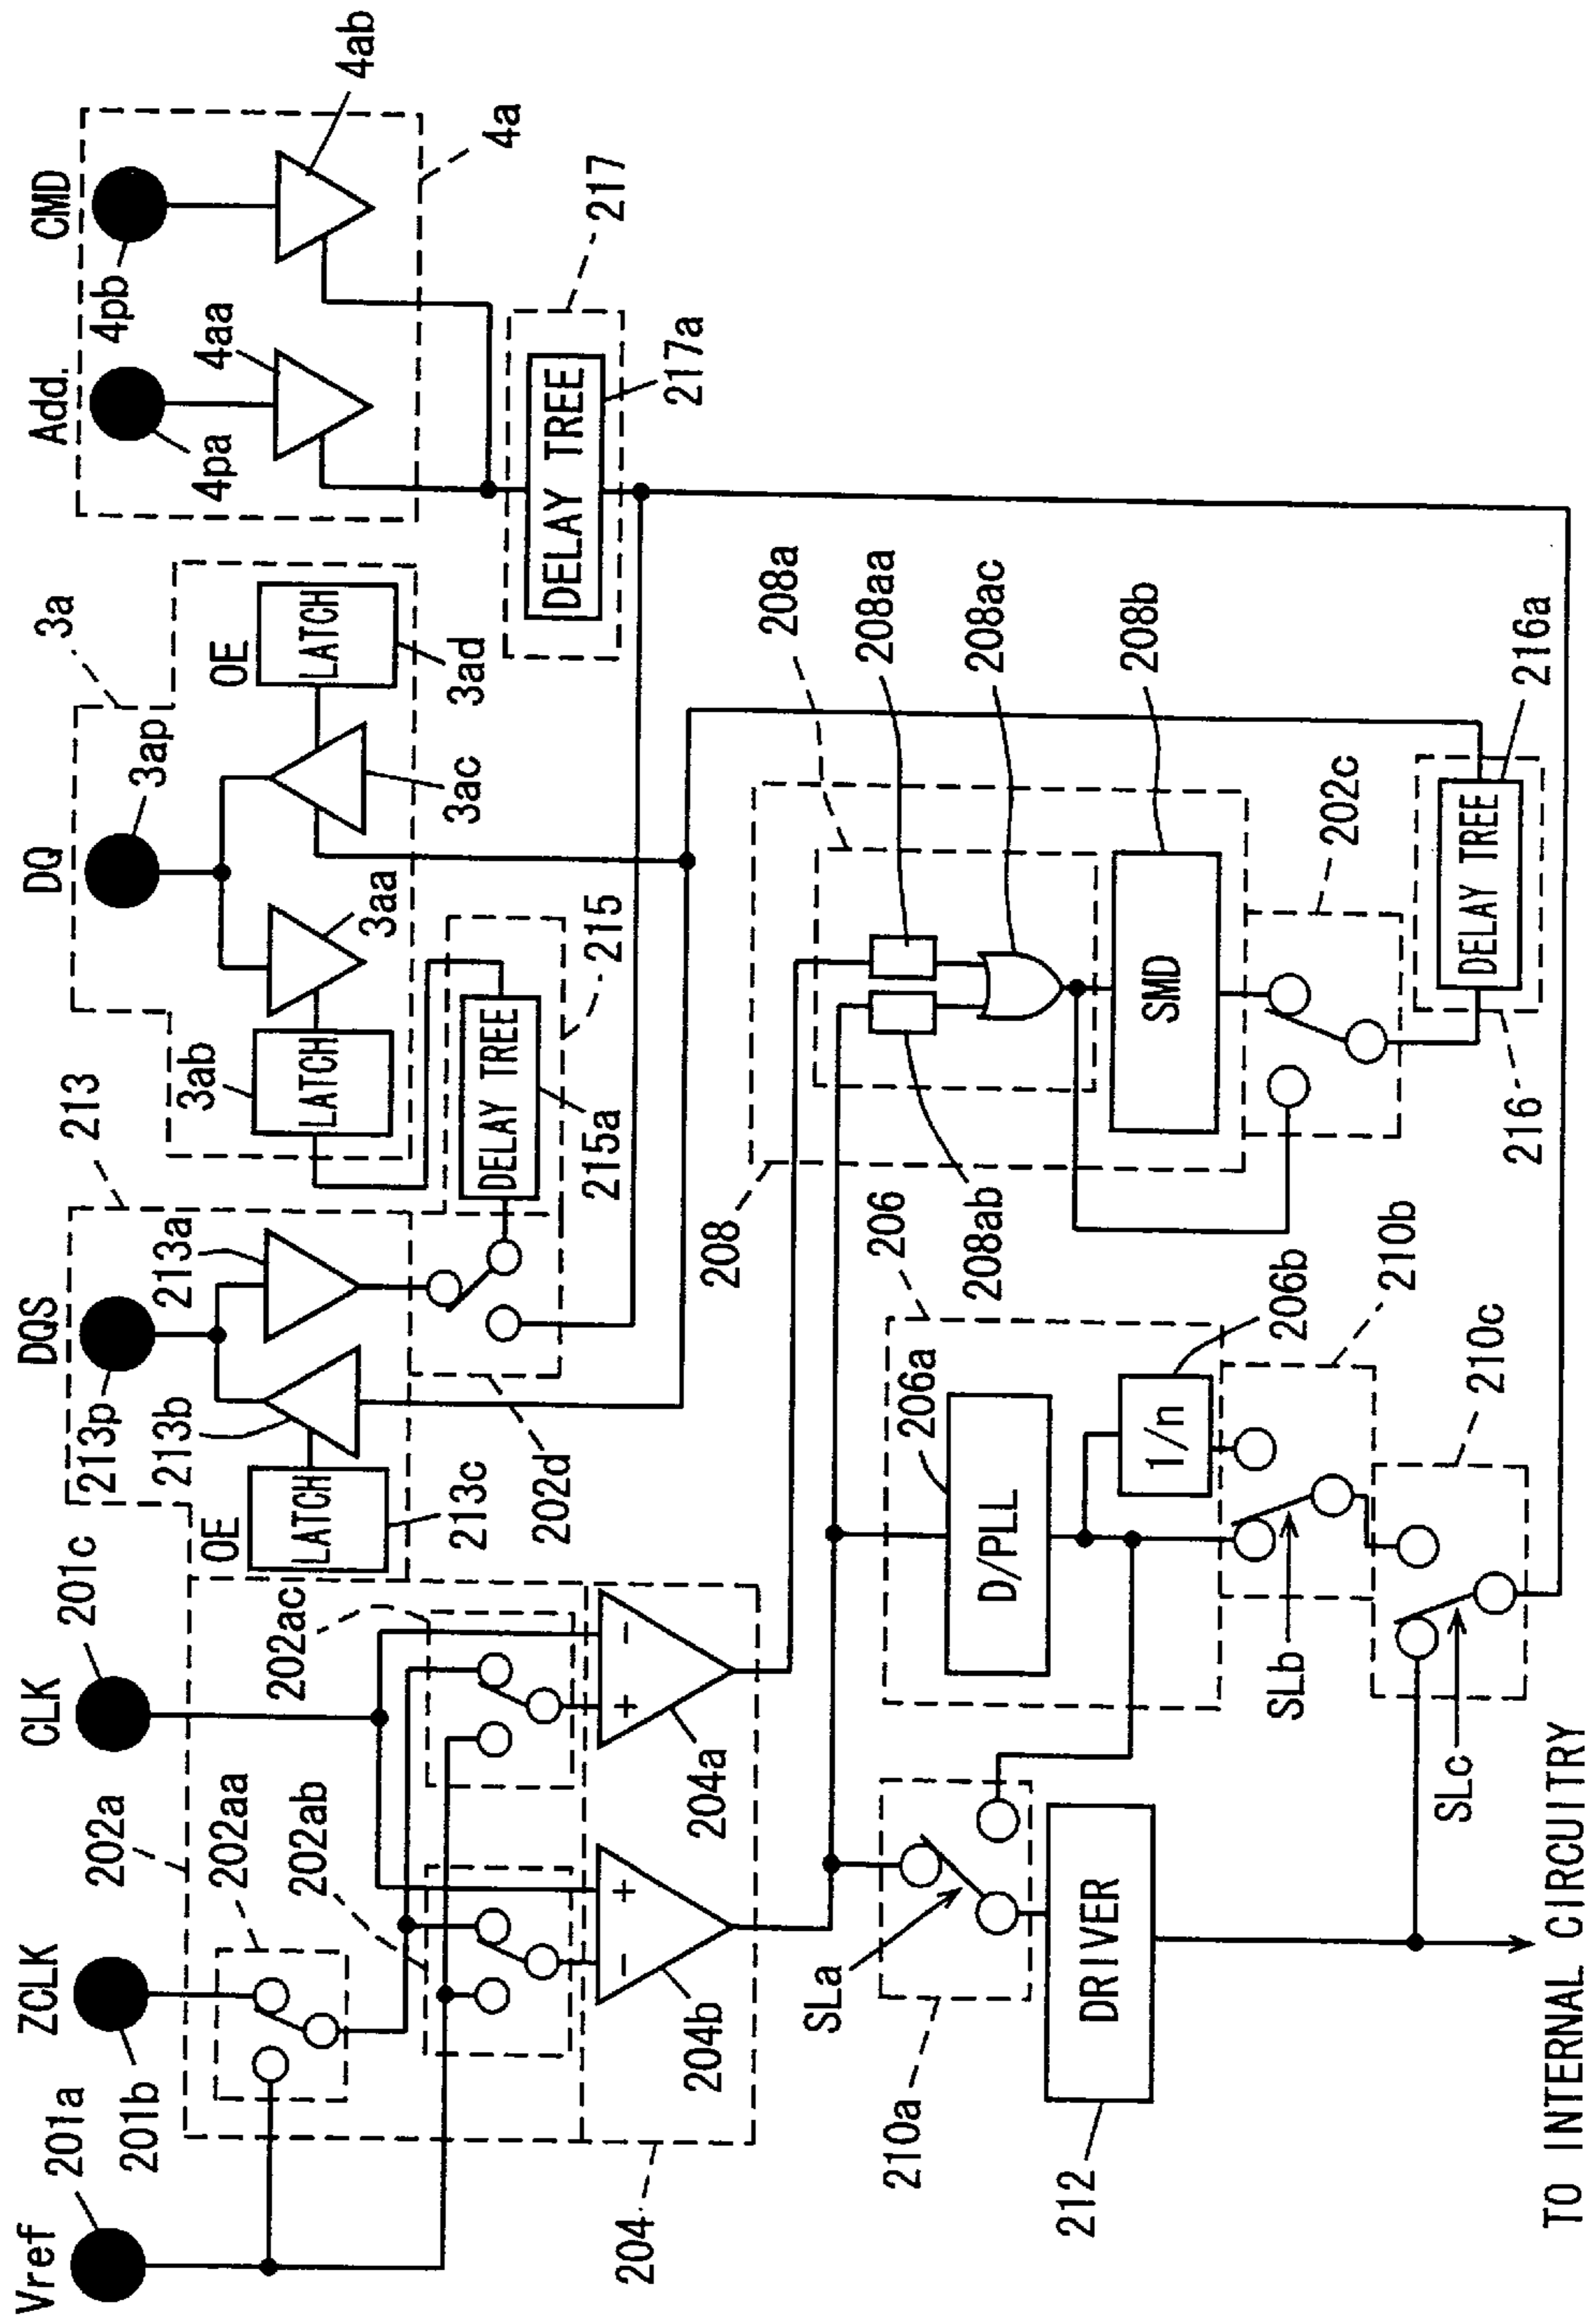 Vref
201a
ZCLK
201b
CLK
201c
DQS
213p
213
DQ
3ap
3a
Add.
4pa
CMD
4pb
202a
202aa
202ab
202ac
OE
LATCH
213c
213b
213a
202d
3ab
LATCH
3aa
3ac
OE
LATCH
3ad
4aa
4ab
4a
215
DELAY TREE
215a
217
DELAY TREE
217a
204
204b
204a
+
-
+
-
208
208a
208aa
208ab
208ac
SMD
208b
202c
206
206a
D/PLL
1/n
206b
210b
SLb
210c
SLc
SLa
210a
DRIVER
212
216
DELAY TREE
216a
TO INTERNAL CIRCUITRY